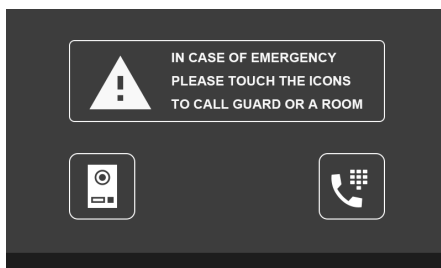 IN CASE OF EMERGENCY
PLEASE TOUCH THE ICONS
TO CALL GUARD OR A ROOM